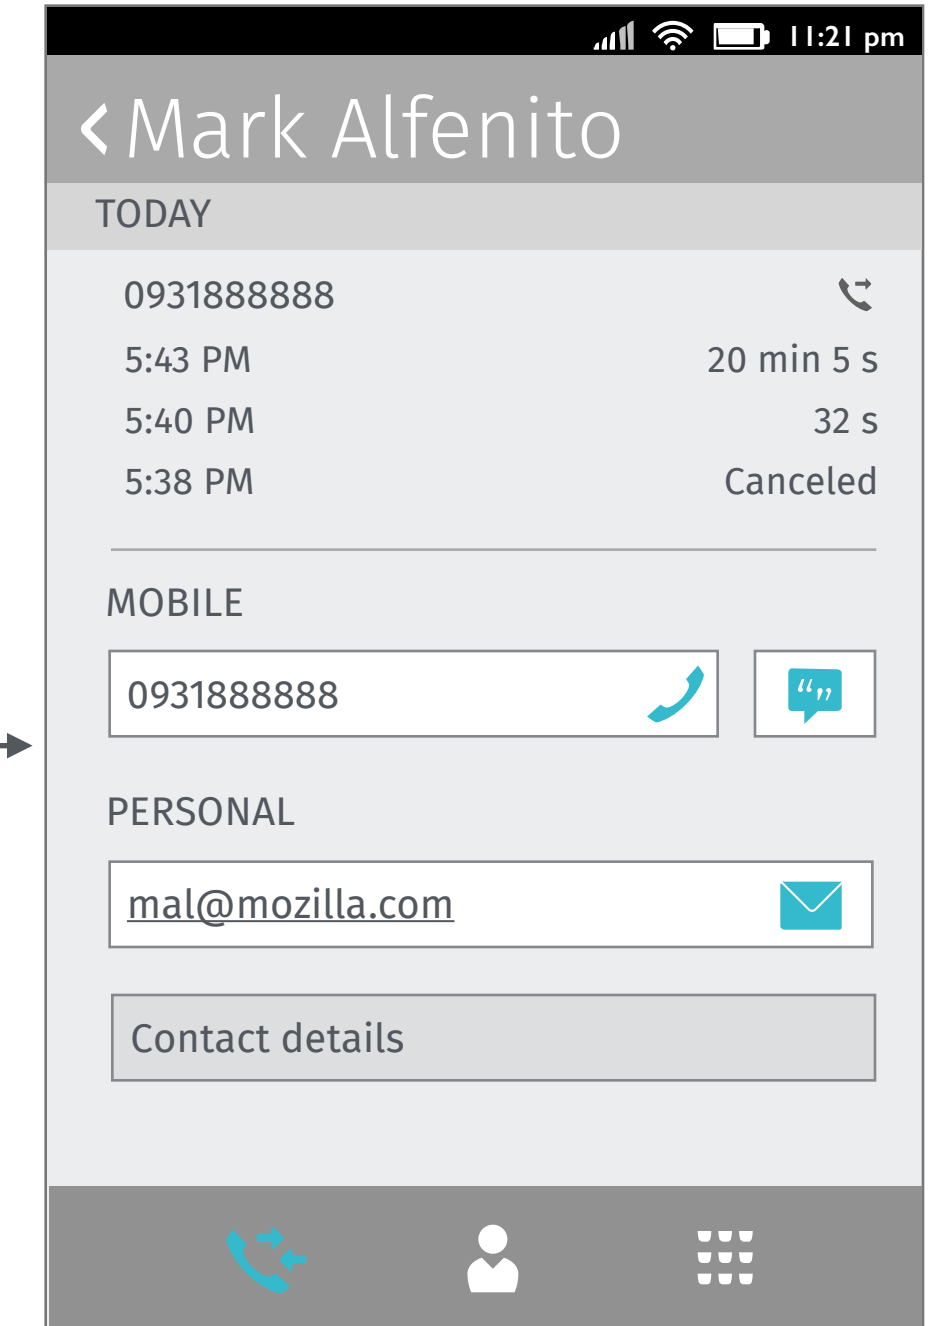 11:21 pm
Mark Alfenito
TODAY
0931888888
5:43 PM 20 min 5 s
5:40 PM 32 s
5:38 PM Canceled
MOBILE
0931888888
PERSONAL
mal@mozilla.com
Contact details